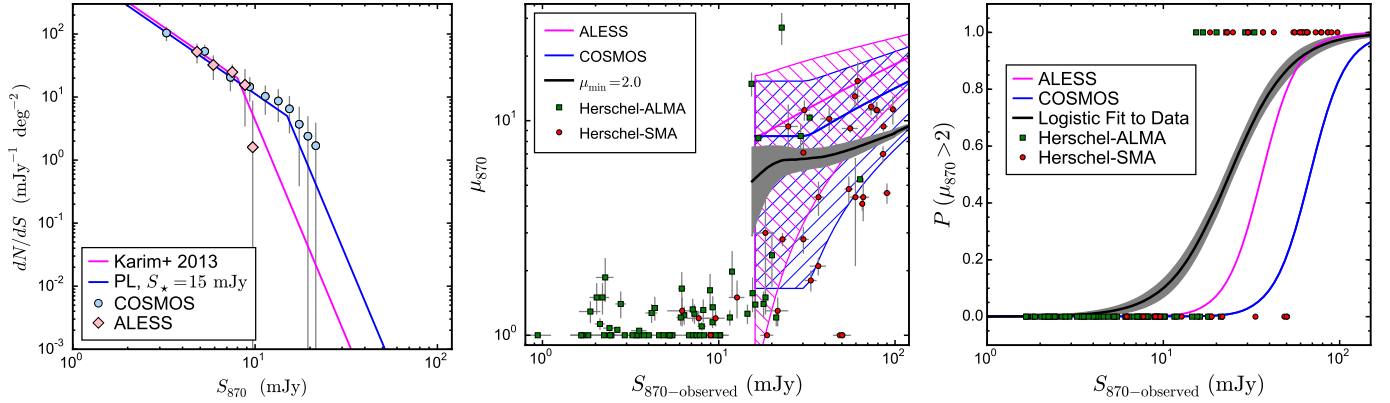 10²
10¹
10⁰
10⁻¹
10⁻²
10⁻³
dN/dS (mJy⁻¹ deg⁻²)
Karim+ 2013
PL, S⋆=15 mJy
COSMOS
ALESS
10⁰
10¹
10²
S₈₇₀ (mJy)
10¹
10⁰
μ₈₇₀
ALESS
COSMOS
μ_min=2.0
Herschel-ALMA
Herschel-SMA
10⁰
10¹
10²
S₈₇₀₋observed (mJy)
1.0
0.8
0.6
0.4
0.2
0.0
P (μ₈₇₀>2)
ALESS
COSMOS
Logistic Fit to Data
Herschel-ALMA
Herschel-SMA
10⁰
10¹
10²
S₈₇₀₋observed (mJy)